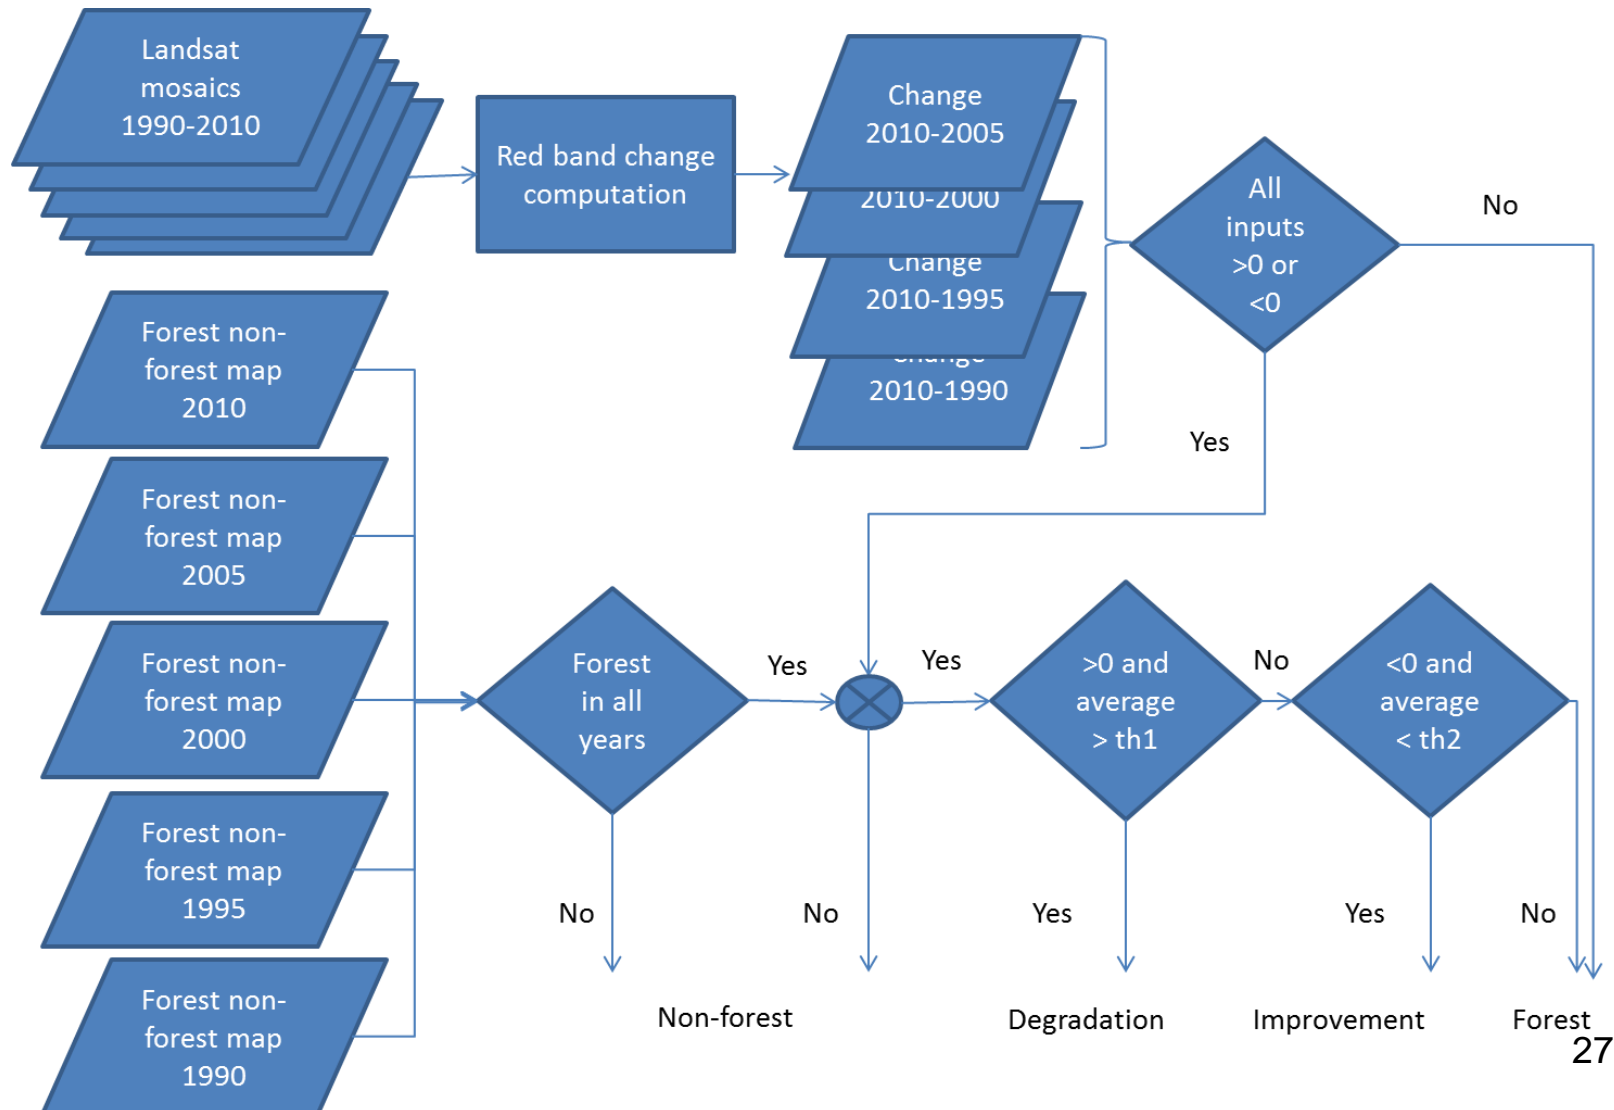 Landsat
mosaics
1990-2010
Red band change
computation
Change
2010-2005
2010-2000
Change
2010-1995
Change
2010-1990
All
inputs
>0 or
<0
No
Yes
Forest non-
forest map
2010
Forest non-
forest map
2005
Forest non-
forest map
2000
Forest non-
forest map
1995
Forest non-
forest map
1990
Forest
in all
years
Yes
Yes
>0 and
average
> th1
No
<0 and
average
< th2
No
No
Yes
Yes
No
Non-forest
Degradation
Improvement
Forest
27